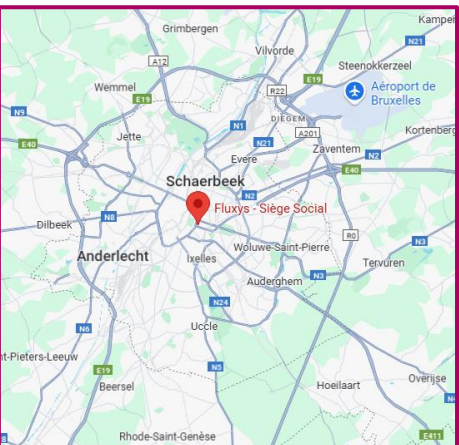 Kampen
Grimbergen
N21
Vilvorde
A12
E19
Steenokkerzeel
Wemmel
R22
Aéroport de
Bruxelles
E19
DIEGEM
N9
N1
A201
Jette
N21
Kortenberg
E40
Evere
Zaventem
N2
Schaerbeek
E40
N2
Fluxys - Siège Social
Dilbeek
N8
R0
Woluwe-Saint-Pierre
N3
Anderlecht
Ixelles
Tervuren
N3
Auderghem
N24
N6
Uccle
nt-Pieters-Leeuw
N5
E19
Overijse
Beersel
Hoeilaart
N4
Rhode-Saint-Genèse
E411